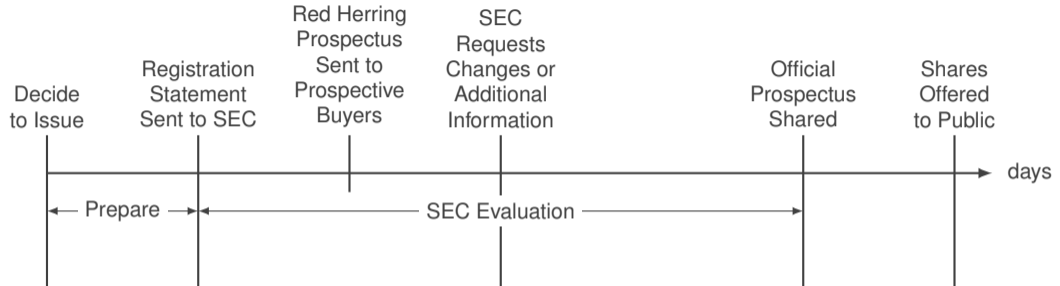 Decide
to Issue
Registration
Statement
Sent to SEC
Red Herring
Prospectus
Sent to
Prospective
Buyers
SEC
Requests
Changes or
Additional
Information
Official
Prospectus
Shared
Shares
Offered
to Public
days
Prepare
SEC Evaluation